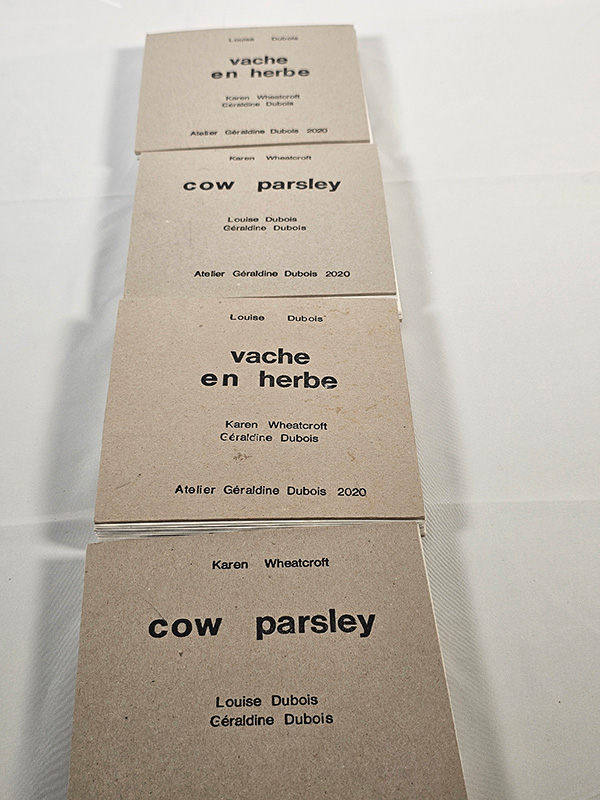 Louise Dubois
vache
en herbe
Karen Wheatcroft
Géraldine Dubois
Atelier Géraldine Dubois 2020
Karen Wheatcroft
cow parsley
Louise Dubois
Géraldine Dubois
Atelier Géraldine Dubois 2020
Louise Dubois
vache
en herbe
Karen Wheatcroft
Géraldine Dubois
Atelier Géraldine Dubois 2020
Karen Wheatcroft
cow parsley
Louise Dubois
Géraldine Dubois